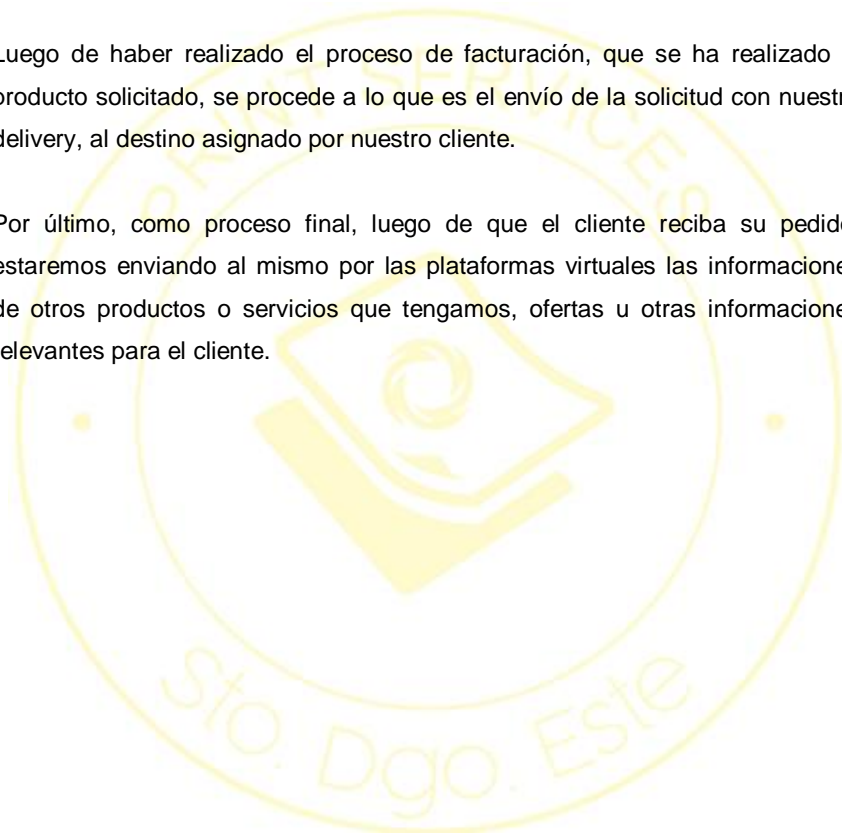 Luego de haber realizado el proceso de facturación, que se ha realizado
producto solicitado, se procede a lo que es el envío de la solicitud con nuestr
delivery, al destino asignado por nuestro cliente.
Por último, como proceso final, luego de que el cliente reciba su pedido
estaremos enviando al mismo por las plataformas virtuales las informacione
de otros productos o servicios que tengamos, ofertas u otras informacione
relevantes para el cliente.
PRINT SERVICES
Sto. Dgo. Este